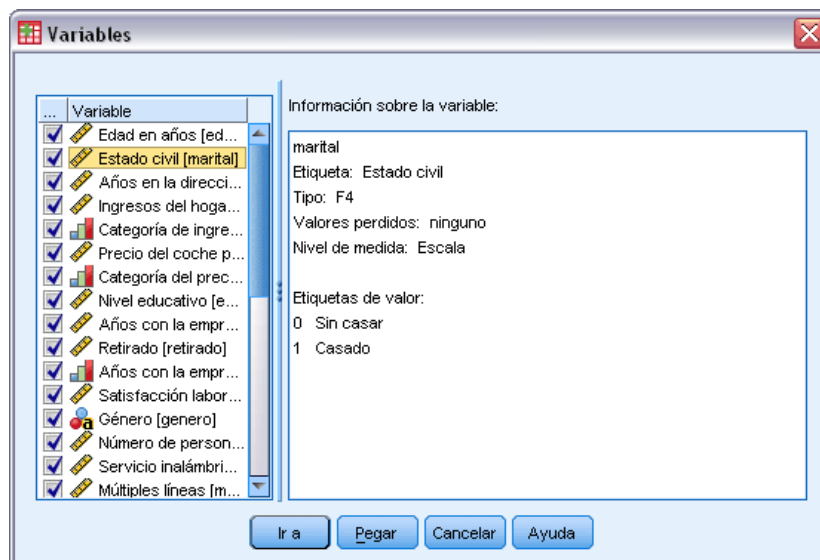 Variables
... Variable
Edad en años [ed...
Estado civil [marital]
Años en la direcci...
Ingresos del hoga...
Categoría de ingre...
Precio del coche p...
Categoría del prec...
Nivel educativo [e...
Años con la empr...
Retirado [retirado]
Años con la empr...
Satisfacción labor...
Género [genero]
Número de person...
Servicio inalámbri...
Múltiples líneas [m...
Información sobre la variable:
marital
Etiqueta: Estado civil
Tipo: F4
Valores perdidos: ninguno
Nivel de medida: Escala
Etiquetas de valor:
0 Sin casar
1 Casado
Ir a
Pegar
Cancelar
Ayuda